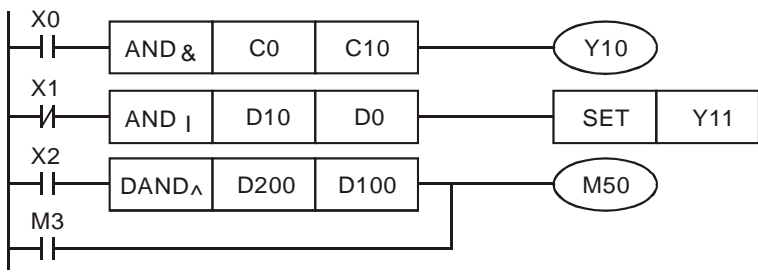 X0
AND & C0 C10 Y10
X1
AND | D10 D0 SET Y11
X2
DAND^ D200 D100 M50
M3